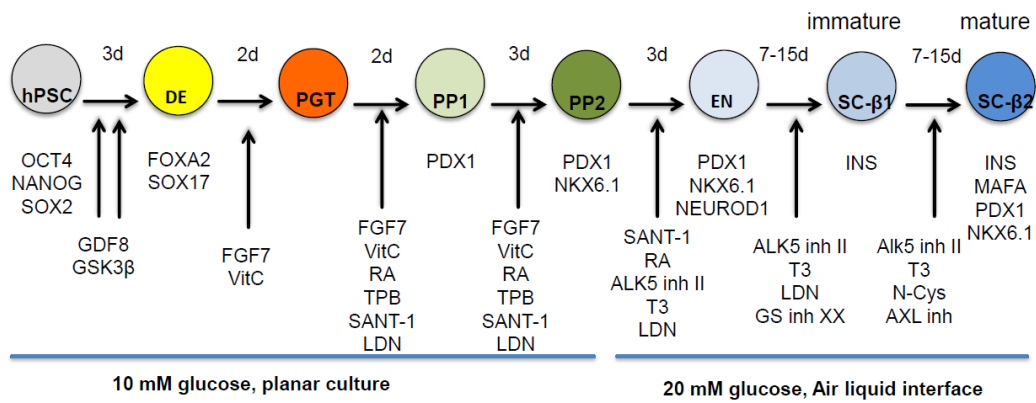 immature
mature
3d
2d
2d
3d
3d
7-15d
7-15d
hPSC
DE
PGT
PP1
PP2
EN
SC-β1
SC-β2
OCT4
NANOG
SOX2
GDF8
GSK3β
FOXA2
SOX17
FGF7
VitC
PDX1
FGF7
VitC
RA
TPB
SANT-1
LDN
PDX1
NKX6.1
FGF7
VitC
RA
TPB
SANT-1
LDN
PDX1
NKX6.1
NEUROD1
SANT-1
RA
ALK5 inh II
T3
LDN
INS
ALK5 inh II
T3
LDN
GS inh XX
INS
MAFA
PDX1
NKX6.1
Alk5 inh II
T3
N-Cys
AXL inh
10 mM glucose, planar culture
20 mM glucose, Air liquid interface